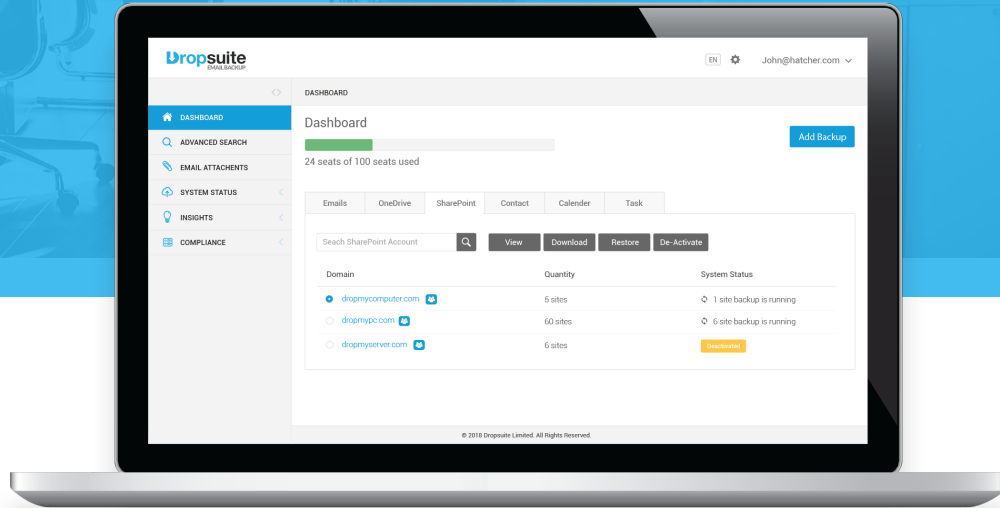 Dropsuite
EMAIL BACKUP
EN
John@hatcher.com
DASHBOARD
DASHBOARD
ADVANCED SEARCH
EMAIL ATTACHENTS
SYSTEM STATUS
INSIGHTS
COMPLIANCE
Dashboard
Add Backup
24 seats of 100 seats used
Emails OneDrive SharePoint Contact Calender Task
Seach SharePoint Account View Download Restore De-Activate
Domain Quantity System Status
dropmycomputer.com 5 sites 1 site backup is running
dropmypc.com 60 sites 6 site backup is running
dropmyserver.com 6 sites Deactivated
© 2018 Dropsuite Limited. All Rights Reserved.